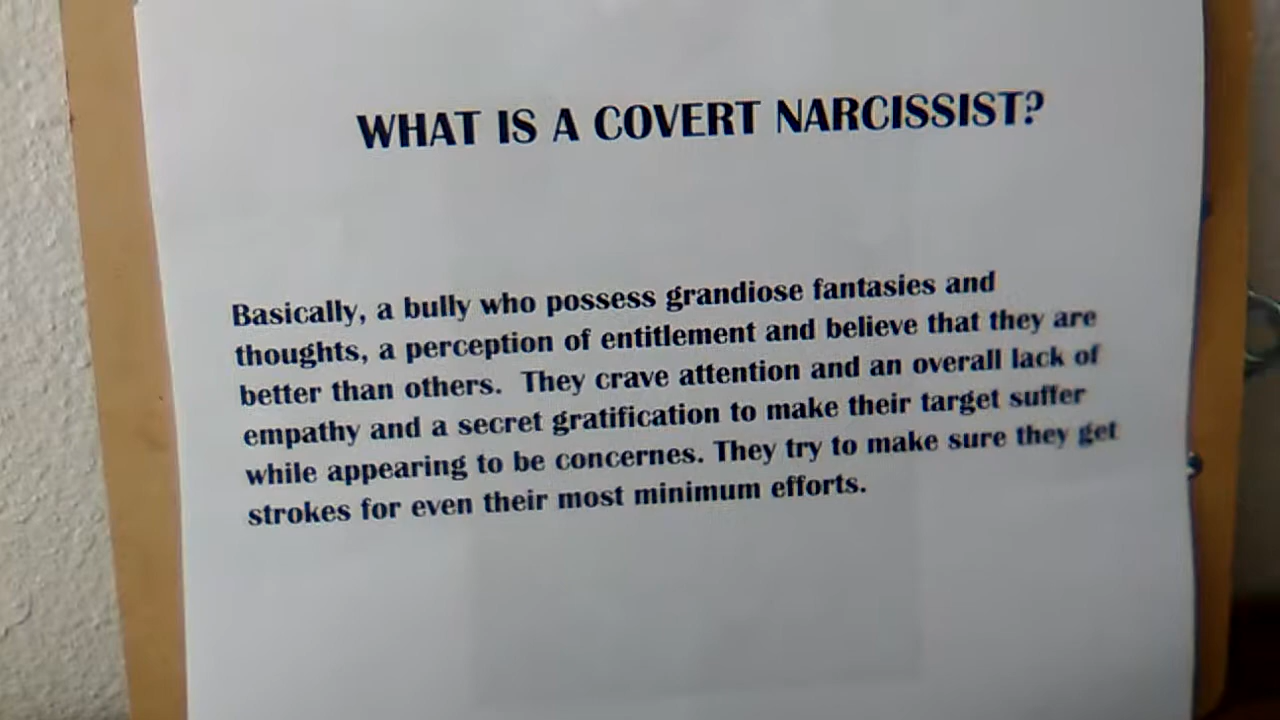 WHAT IS A COVERT NARCISSIST?
Basically, a bully who possess grandiose fantasies and
thoughts, a perception of entitlement and believe that they are
better than others. They crave attention and an overall lack of
empathy and a secret gratification to make their target suffer
while appearing to be concernes. They try to make sure they get
strokes for even their most minimum efforts.